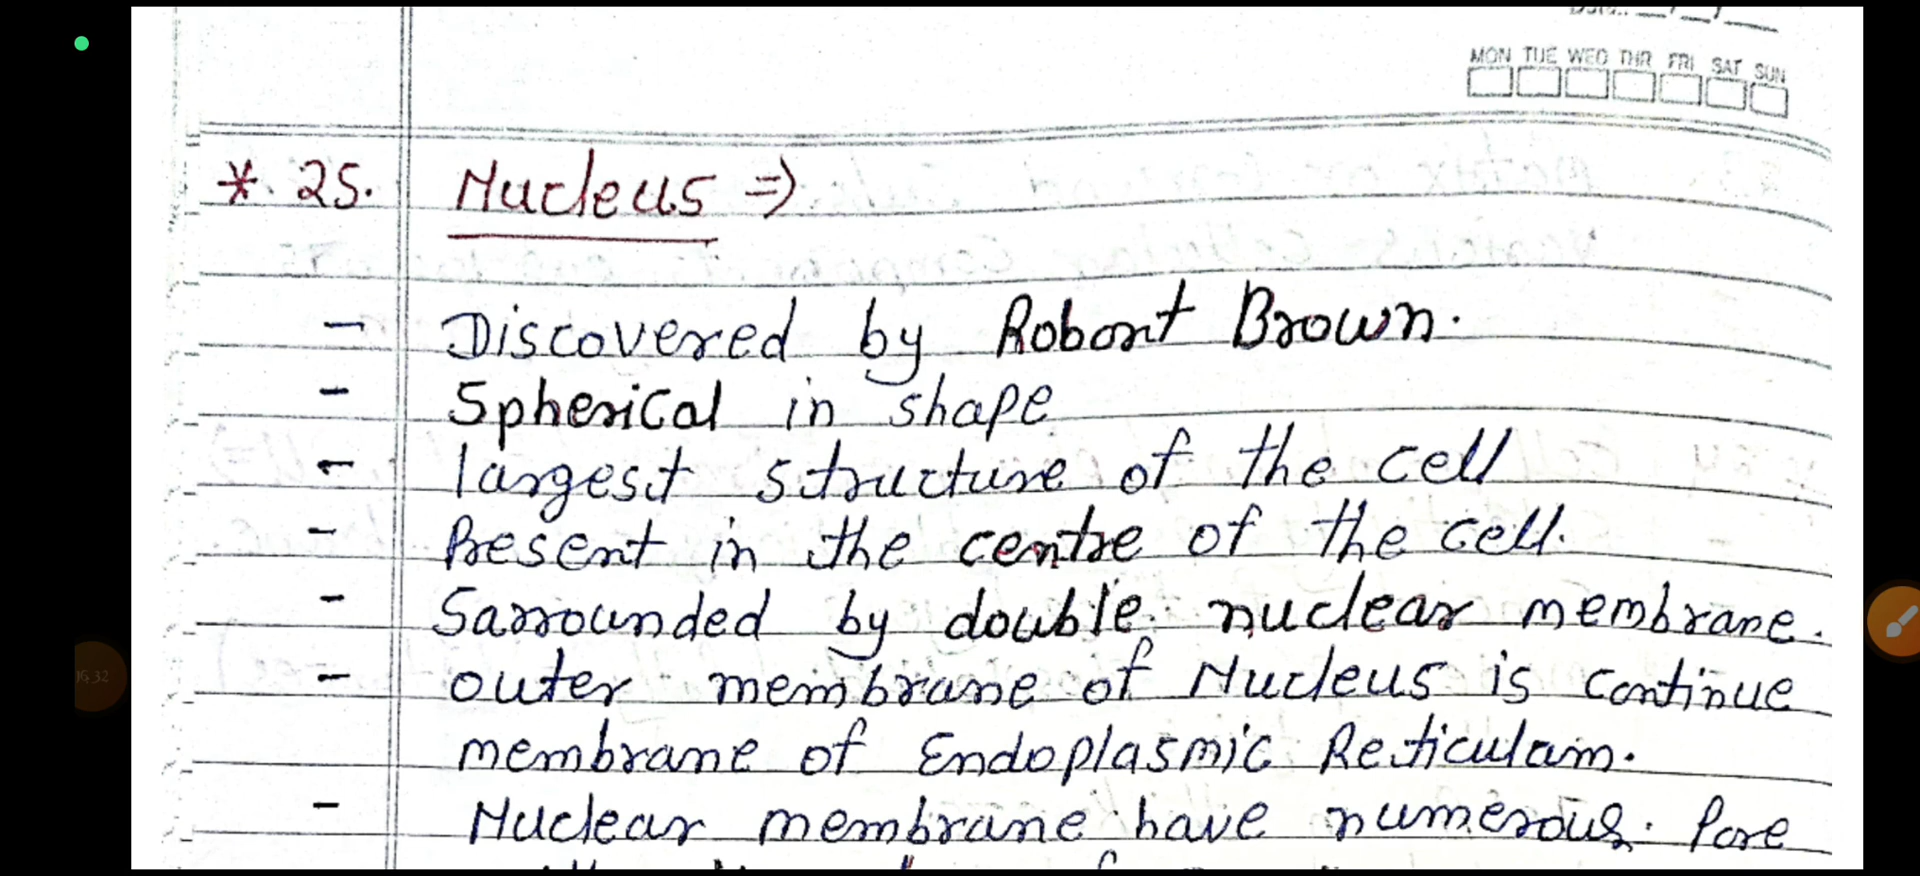 MON TUE WED THR FRI SAT SUN
* 25. Nucleus ⇒
- Discovered by Robort Brown.
- Spherical in shape
- largest structure of the cell
- Present in the centre of the cell.
- Sarrounded by double nuclear membrane.
- outer membrane of Nucleus is continue
membrane of Endoplasmic Reticulam.
- Nuclear membrane have numerous Pore
16:32